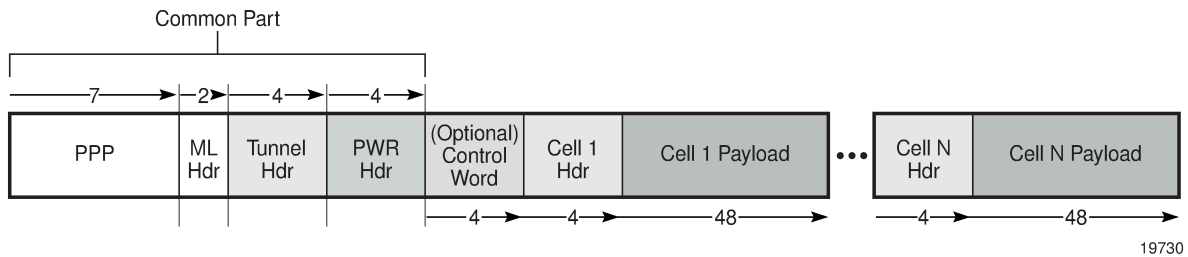 Common Part
7 2 4 4
PPP
ML
Hdr
Tunnel
Hdr
PWR
Hdr
(Optional)
Control
Word
Cell 1
Hdr
Cell 1 Payload
Cell N
Hdr
Cell N Payload
4 4 48 4 48
19730